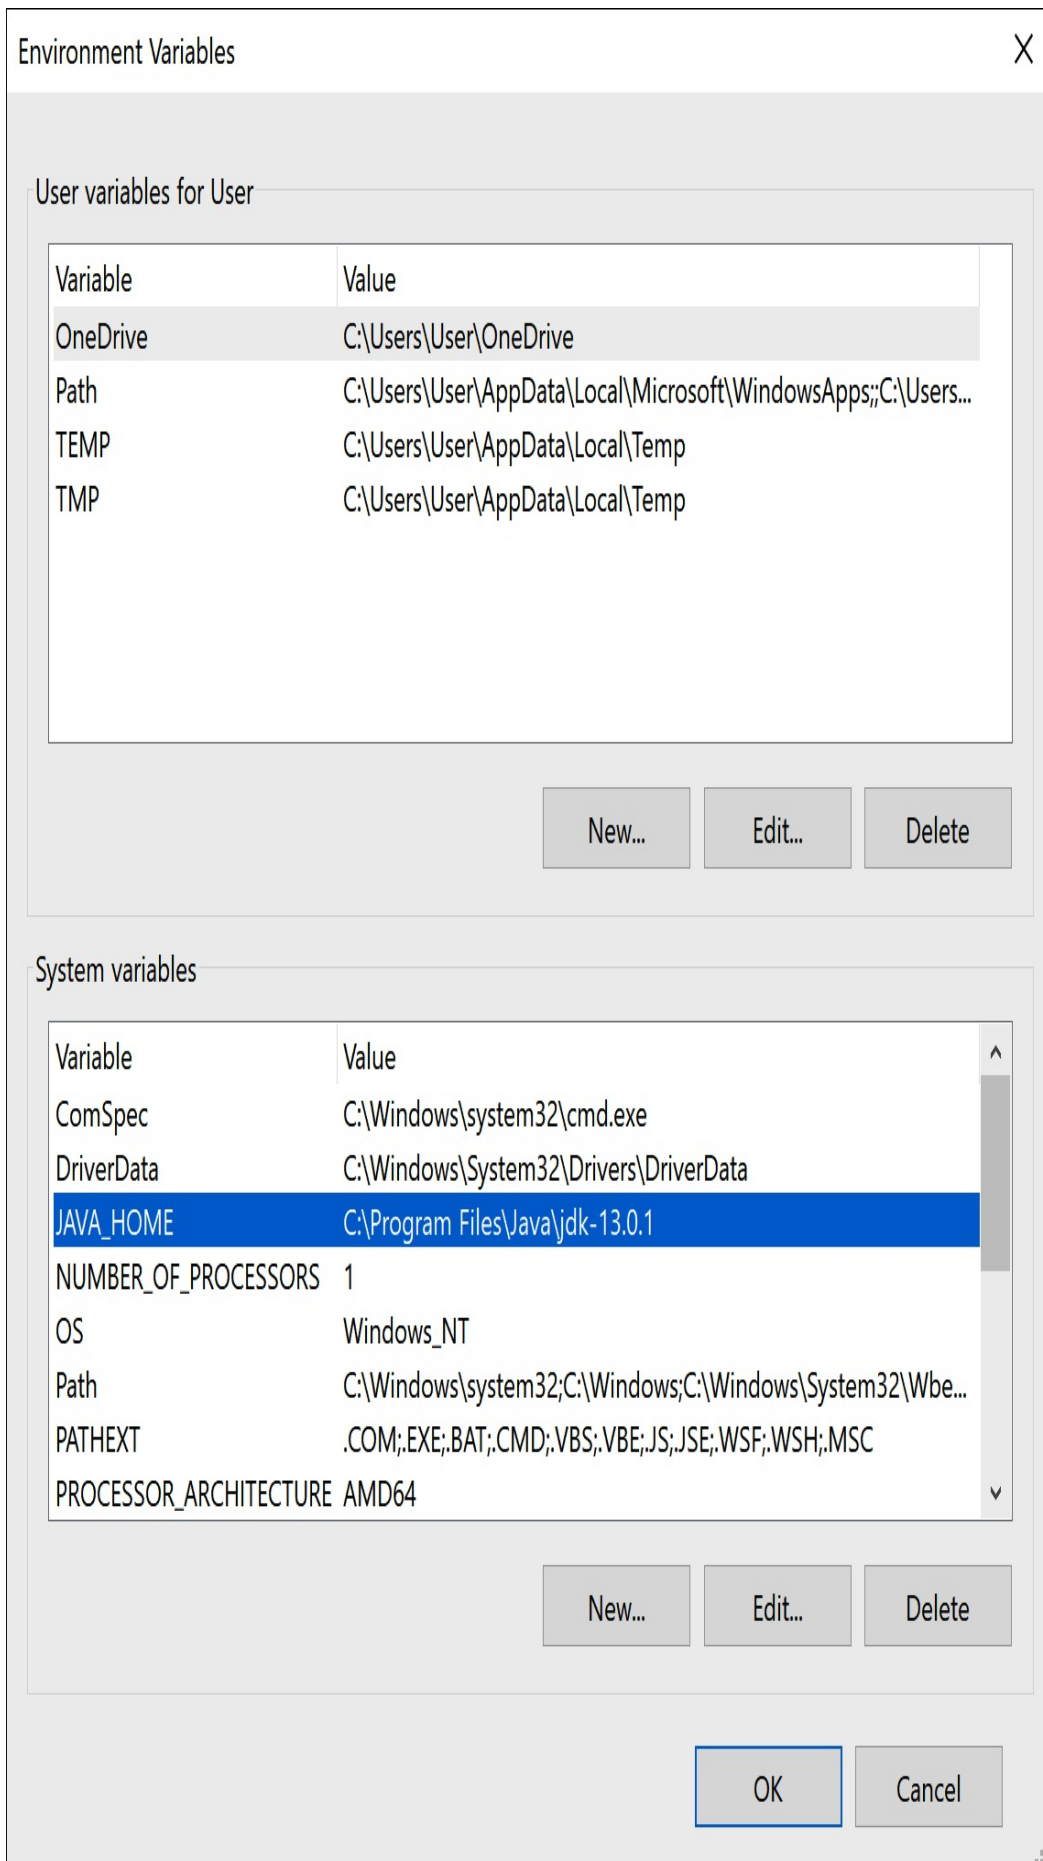 Environment Variables X
User variables for User
Variable Value
OneDrive C:\Users\User\OneDrive
Path C:\Users\User\AppData\Local\Microsoft\WindowsApps;;C:\Users...
TEMP C:\Users\User\AppData\Local\Temp
TMP C:\Users\User\AppData\Local\Temp
New... Edit... Delete
System variables
Variable Value
ComSpec C:\Windows\system32\cmd.exe
DriverData C:\Windows\System32\Drivers\DriverData
JAVA_HOME C:\Program Files\Java\jdk-13.0.1
NUMBER_OF_PROCESSORS 1
OS Windows_NT
Path C:\Windows\system32;C:\Windows;C:\Windows\System32\Wbe...
PATHEXT .COM;.EXE;.BAT;.CMD;.VBS;.VBE;.JS;.JSE;.WSF;.WSH;.MSC
PROCESSOR_ARCHITECTURE AMD64
New... Edit... Delete
OK Cancel